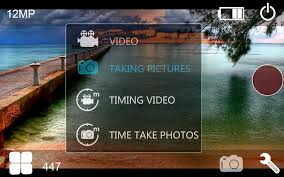 12MP
VIDEO
TAKING PICTURES
m TIMING VIDEO
m TIME TAKE PHOTOS
447